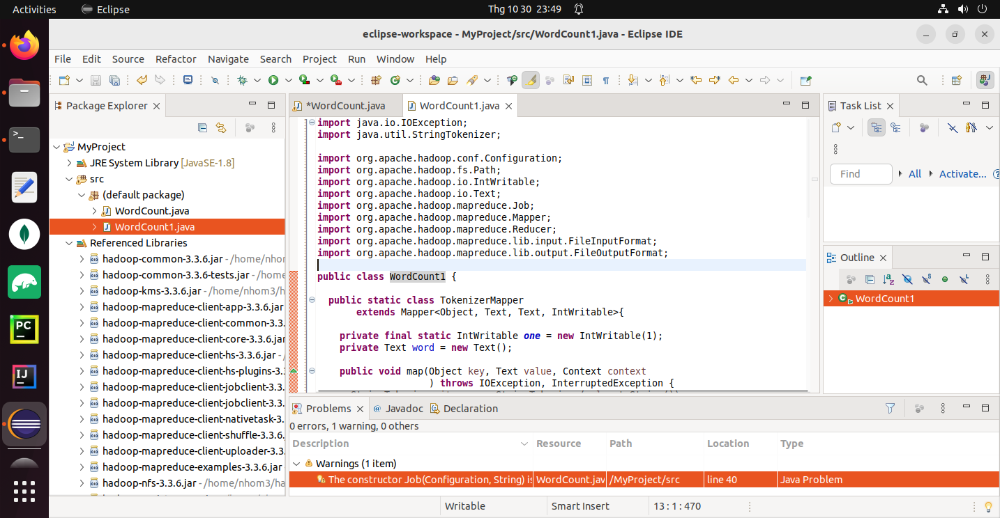 Activities Eclipse Thg 10 30 23:49
eclipse-workspace - MyProject/src/WordCount1.java - Eclipse IDE
File Edit Source Refactor Navigate Search Project Run Window Help
Package Explorer
MyProject
JRE System Library [JavaSE-1.8]
src
(default package)
WordCount.java
WordCount1.java
Referenced Libraries
hadoop-common-3.3.6.jar - /home/nhom
hadoop-common-3.3.6-tests.jar - /home
hadoop-kms-3.3.6.jar - /home/nhom3/h
hadoop-mapreduce-client-app-3.3.6.jar
hadoop-mapreduce-client-common-3.3.
hadoop-mapreduce-client-core-3.3.6.jar
hadoop-mapreduce-client-hs-3.3.6.jar -
hadoop-mapreduce-client-hs-plugins-3.3
hadoop-mapreduce-client-jobclient-3.3.
hadoop-mapreduce-client-jobclient-3.3.
hadoop-mapreduce-client-nativetask-3.
hadoop-mapreduce-client-shuffle-3.3.6.
hadoop-mapreduce-client-uploader-3.3.
hadoop-mapreduce-examples-3.3.6.jar
hadoop-nfs-3.3.6.jar - /home/nhom3/ha
*WordCount.java WordCount1.java
import java.io.IOException;
import java.util.StringTokenizer;
import org.apache.hadoop.conf.Configuration;
import org.apache.hadoop.fs.Path;
import org.apache.hadoop.io.IntWritable;
import org.apache.hadoop.io.Text;
import org.apache.hadoop.mapreduce.Job;
import org.apache.hadoop.mapreduce.Mapper;
import org.apache.hadoop.mapreduce.Reducer;
import org.apache.hadoop.mapreduce.lib.input.FileInputFormat;
import org.apache.hadoop.mapreduce.lib.output.FileOutputFormat;
public class WordCount1 {
public static class TokenizerMapper
extends Mapper<Object, Text, Text, IntWritable>{
private final static IntWritable one = new IntWritable(1);
private Text word = new Text();
public void map(Object key, Text value, Context context
) throws IOException, InterruptedException {
Task List
Find All Activate...
Outline
WordCount1
Problems Javadoc Declaration
0 errors, 1 warning, 0 others
Description Resource Path Location Type
Warnings (1 item)
The constructor Job(Configuration, String) is WordCount.jav /MyProject/src line 40 Java Problem
Writable Smart Insert 13 : 1 : 470
PC
IJ